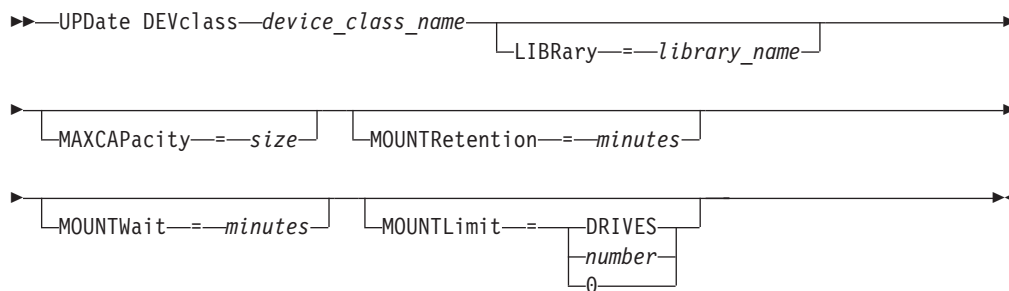 UPDate DEVclass device_class_name
LIBRary = library_name
MAXCAPacity = size MOUNTRetention = minutes
MOUNTWait = minutes MOUNTLimit = DRIVES
number
0